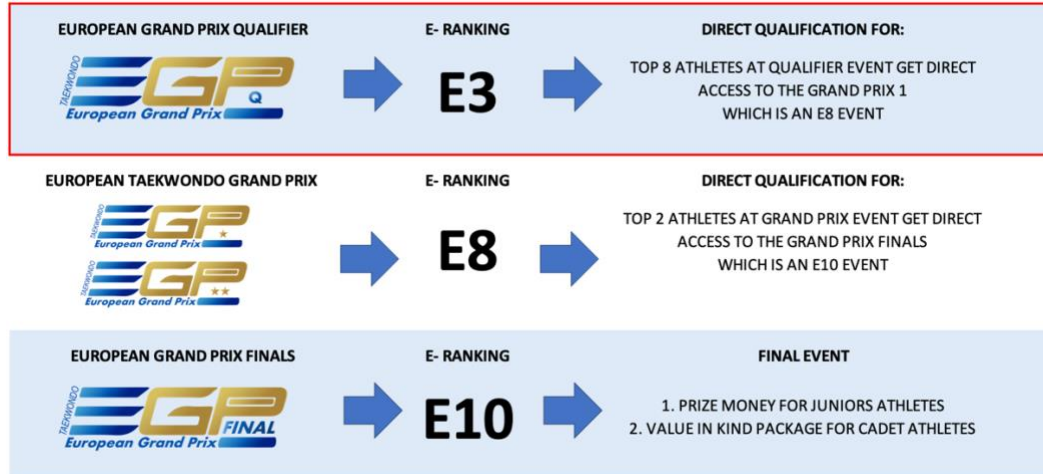 EUROPEAN GRAND PRIX QUALIFIER
TAEKWONDO
EGP
Q
European Grand Prix
E- RANKING
E3
DIRECT QUALIFICATION FOR:
TOP 8 ATHLETES AT QUALIFIER EVENT GET DIRECT
ACCESS TO THE GRAND PRIX 1
WHICH IS AN E8 EVENT
EUROPEAN TAEKWONDO GRAND PRIX
TAEKWONDO
EGP
European Grand Prix
TAEKWONDO
EGP
European Grand Prix
E- RANKING
E8
DIRECT QUALIFICATION FOR:
TOP 2 ATHLETES AT GRAND PRIX EVENT GET DIRECT
ACCESS TO THE GRAND PRIX FINALS
WHICH IS AN E10 EVENT
EUROPEAN GRAND PRIX FINALS
TAEKWONDO
EGP
FINAL
European Grand Prix
E- RANKING
E10
FINAL EVENT
1. PRIZE MONEY FOR JUNIORS ATHLETES
2. VALUE IN KIND PACKAGE FOR CADET ATHLETES